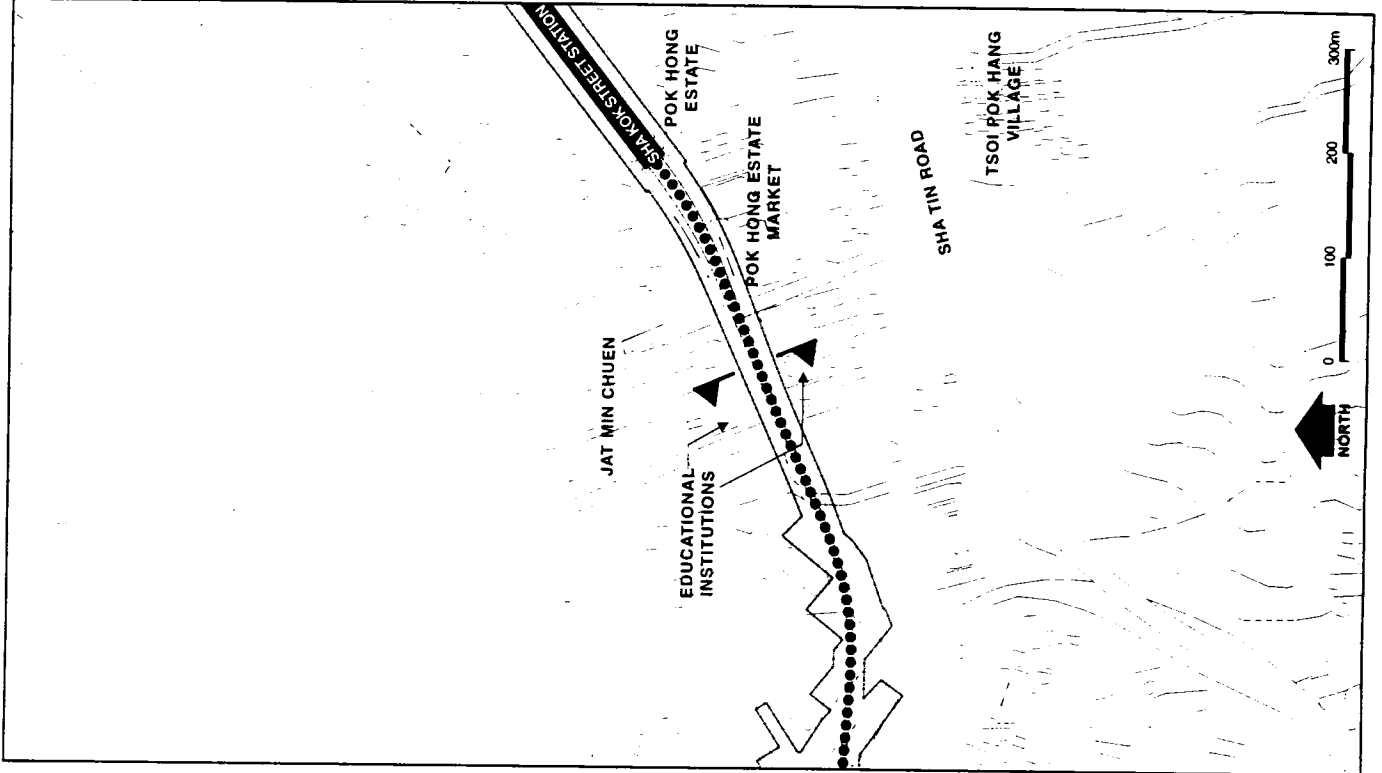 SHA KOK STREET STATION
POK HONG
ESTATE
POK HONG ESTATE
MARKET
JAT MIN CHUEN
EDUCATIONAL
INSTITUTIONS
SHA TIN ROAD
TSOI POK HANG
VILLAGE
0 100 200 300m
NORTH